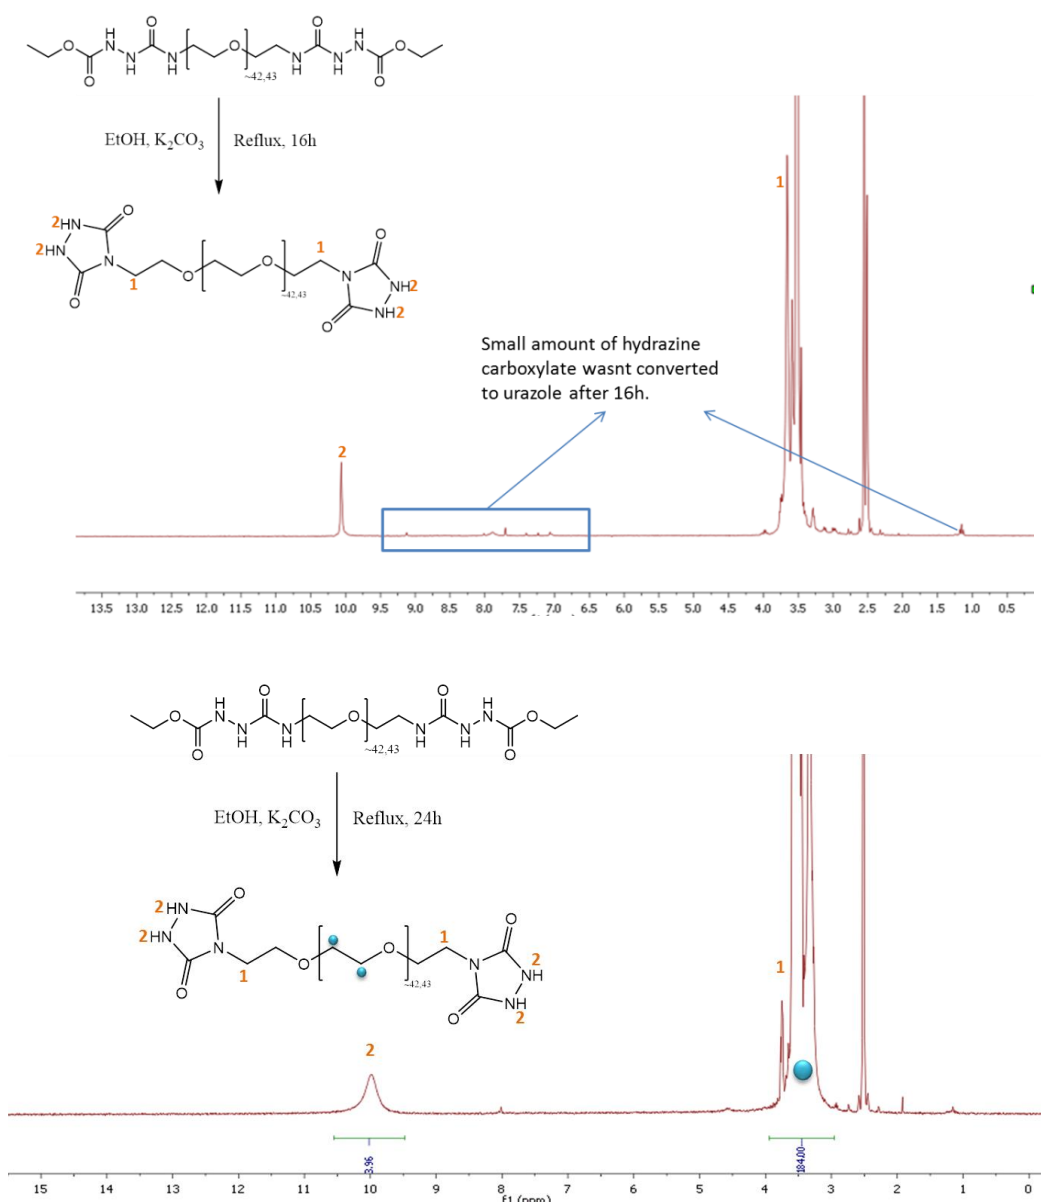 O O
O N N N O N N N O
H H H H H H
O O
~42,43
EtOH, K2CO3 Reflux, 16h
2HN O
2HN N O O 1 O
O 1 N NH2
~42,43
O NH2
1
Small amount of hydrazine
carboxylate wasnt converted
to urazole after 16h.
2
13.5 13.0 12.5 12.0 11.5 11.0 10.5 10.0 9.5 9.0 8.5 8.0 7.5 7.0 6.5 6.0 5.5 5.0 4.5 4.0 3.5 3.0 2.5 2.0 1.5 1.0 0.5
O O
O N N N O N N N O
H H H H H H
O O
~42,43
EtOH, K2CO3 Reflux, 24h
2 HN O
2HN N O O 1 O
O 1 N NH 2
~42,43
O NH 2
1
2
3.96 184.00
15 14 13 12 11 10 9 8 7 6 5 4 3 2 1 0
f1 (ppm)